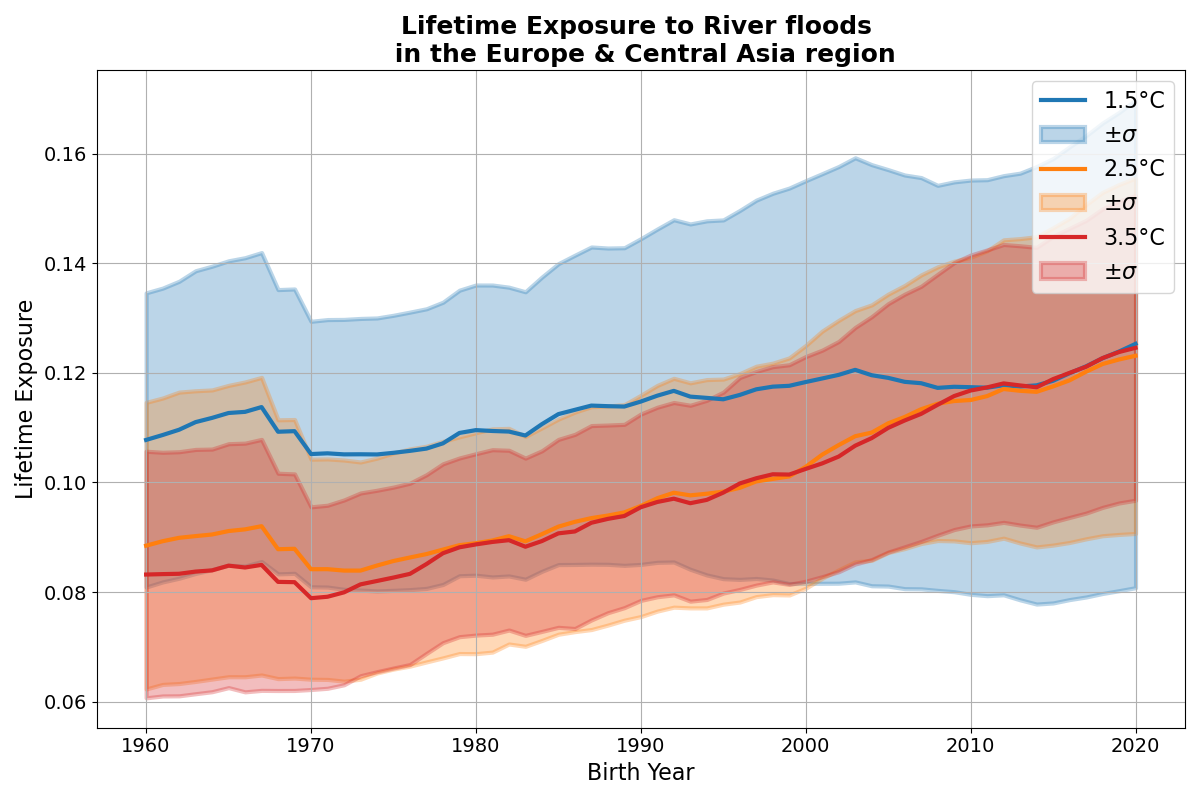 Lifetime Exposure to River floods
in the Europe & Central Asia region
Lifetime Exposure
0.16
0.14
0.12
0.10
0.08
0.06
1960
1970
1980
1990
2000
2010
2020
Birth Year
1.5°C
±σ
2.5°C
±σ
3.5°C
±σ